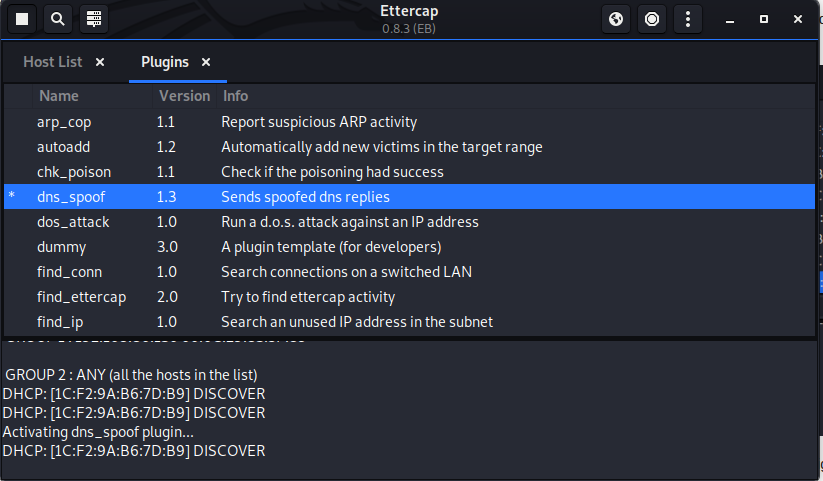 Ettercap
0.8.3 (EB)
Host List ×
Plugins ×
Name Version Info
arp_cop 1.1 Report suspicious ARP activity
autoadd 1.2 Automatically add new victims in the target range
chk_poison 1.1 Check if the poisoning had success
* dns_spoof 1.3 Sends spoofed dns replies
dos_attack 1.0 Run a d.o.s. attack against an IP address
dummy 3.0 A plugin template (for developers)
find_conn 1.0 Search connections on a switched LAN
find_ettercap 2.0 Try to find ettercap activity
find_ip 1.0 Search an unused IP address in the subnet
GROUP 2 : ANY (all the hosts in the list)
DHCP: [1C:F2:9A:B6:7D:B9] DISCOVER
DHCP: [1C:F2:9A:B6:7D:B9] DISCOVER
Activating dns_spoof plugin...
DHCP: [1C:F2:9A:B6:7D:B9] DISCOVER